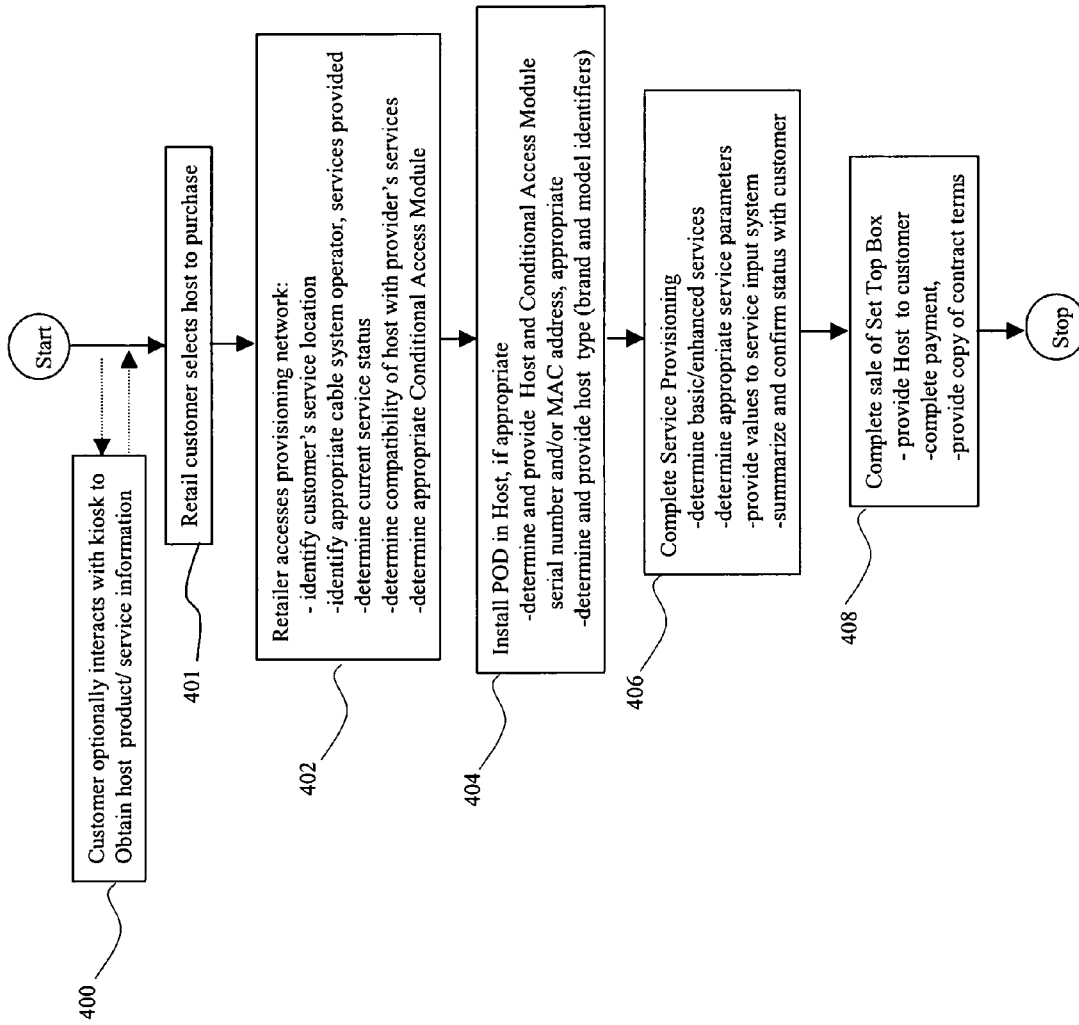 Start
Customer optionally interacts with kiosk to
Obtain host product/ service information
400
Retail customer selects host to purchase
401
Retailer accesses provisioning network:
- identify customer's service location
-identify appropriate cable system operator, services provided
-determine current service status
-determine compatibility of host with provider's services
-determine appropriate Conditional Access Module
402
Install POD in Host, if appropriate
-determine and provide Host and Conditional Access Module
serial number and/or MAC address, appropriate
-determine and provide host type (brand and model identifiers)
404
Complete Service Provisioning
-determine basic/enhanced services
-determine appropriate service parameters
-provide values to service input system
-summarize and confirm status with customer
406
Complete sale of Set Top Box
- provide Host to customer
-complete payment,
-provide copy of contract terms
408
Stop